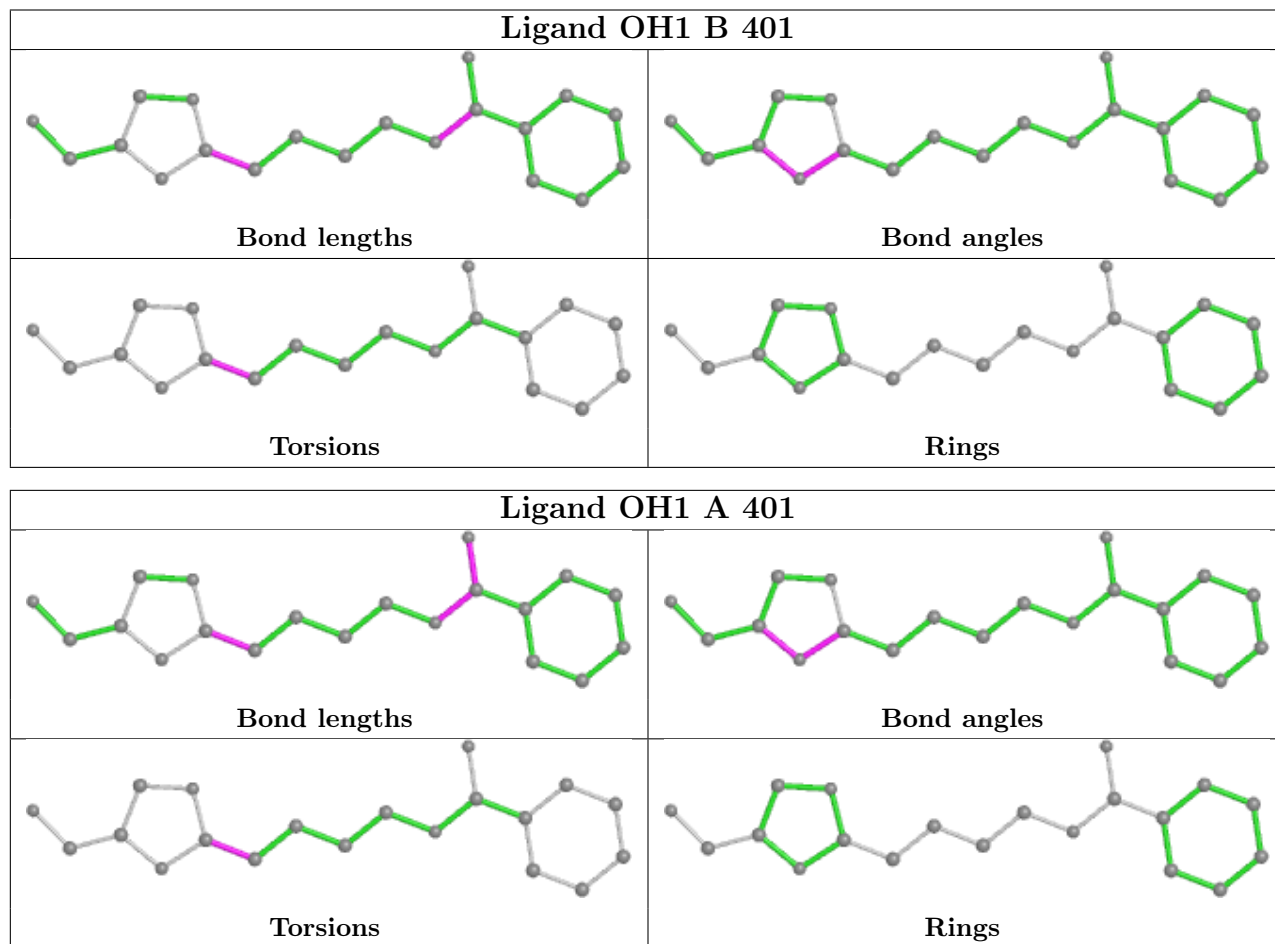 Ligand OH1 B 401
Bond lengths
Bond angles
Torsions
Rings
Ligand OH1 A 401
Bond lengths
Bond angles
Torsions
Rings